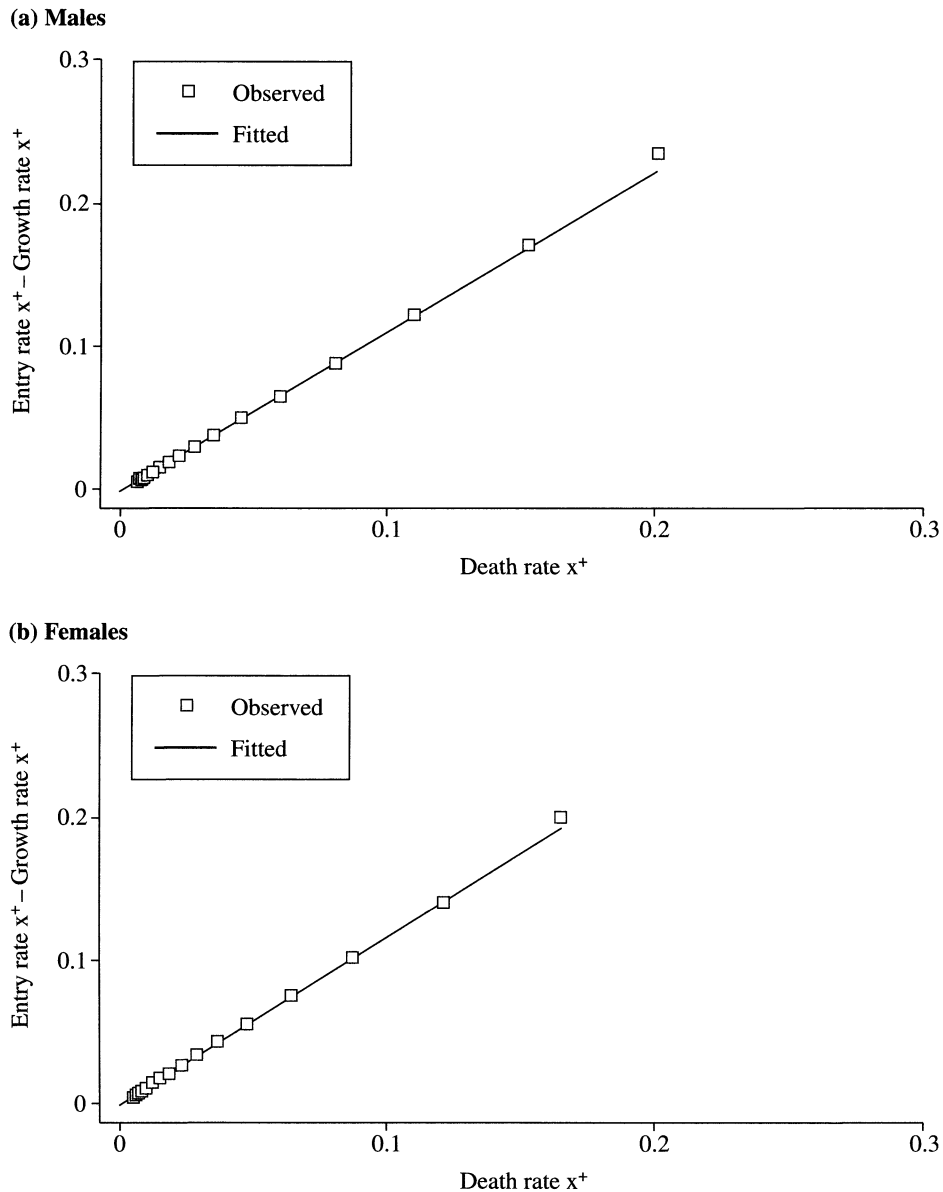 (a) Males
0.3
Observed
Fitted
0.2
0.1
0
Entry rate x⁺ – Growth rate x⁺
0 0.1 0.2 0.3
Death rate x⁺
(b) Females
0.3
Observed
Fitted
0.2
0.1
0
Entry rate x⁺ – Growth rate x⁺
0 0.1 0.2 0.3
Death rate x⁺